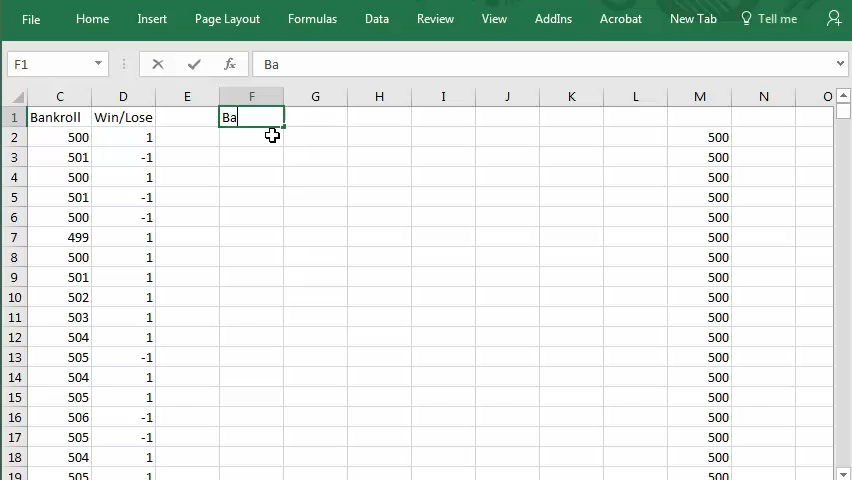 File Home Insert Page Layout Formulas Data Review View AddIns Acrobat New Tab Tell me
F1 fx Ba
C D E F G H I J K L M N O
1 Bankroll Win/Lose Ba
2 500 1 500
3 501 -1 500
4 500 1 500
5 501 -1 500
6 500 -1 500
7 499 1 500
8 500 1 500
9 501 1 500
10 502 1 500
11 503 1 500
12 504 1 500
13 505 -1 500
14 504 1 500
15 505 1 500
16 506 -1 500
17 505 -1 500
18 504 1 500
19 505 1 500